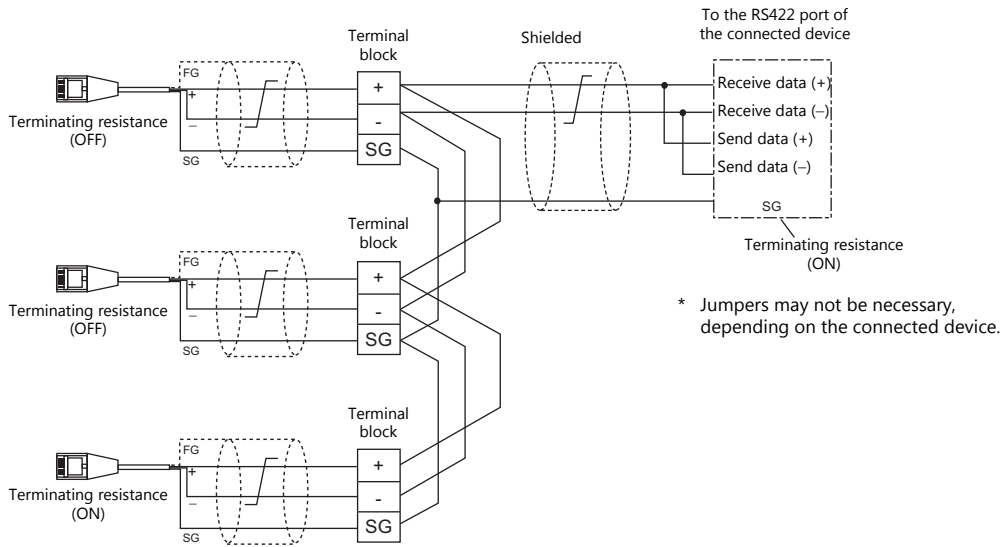 To the RS422 port of
the connected device
Terminal
block
Shielded
FG
+
–
SG
Terminating resistance
(OFF)
+
-
SG
Receive data (+)
Receive data (–)
Send data (+)
Send data (–)
SG
Terminating resistance
(ON)
* Jumpers may not be necessary,
depending on the connected device.
Terminal
block
FG
+
–
SG
Terminating resistance
(OFF)
+
-
SG
Terminal
block
FG
+
–
SG
Terminating resistance
(ON)
+
-
SG